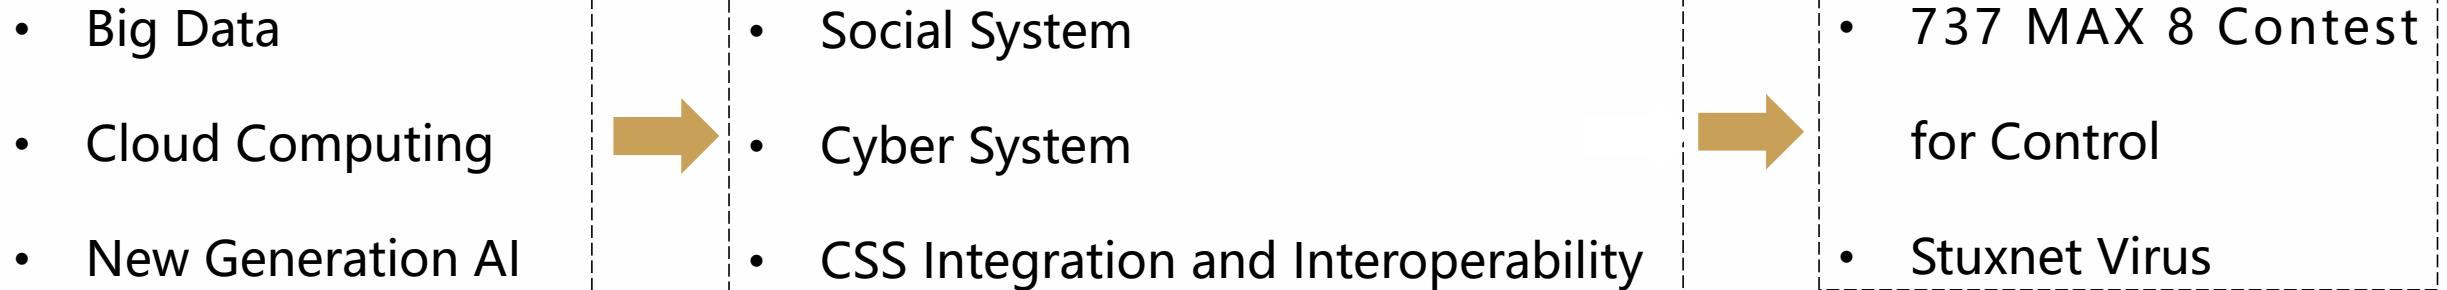 • Big Data
• Cloud Computing
• New Generation AI
• Social System
• Cyber System
• CSS Integration and Interoperability
• 737 MAX 8 Contest
for Control
• Stuxnet Virus